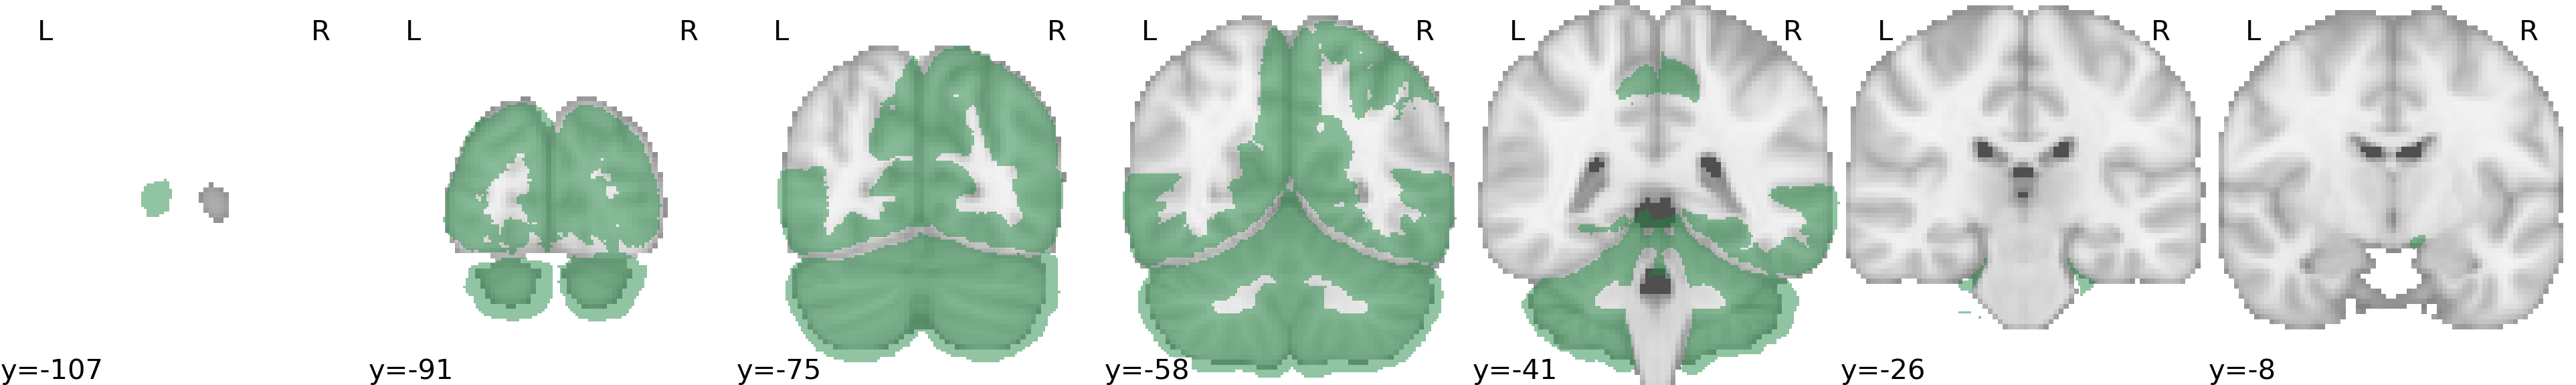 L R L R L R L R L R L R L R
y=-107 y=-91 y=-75 y=-58 y=-41 y=-26 y=-8